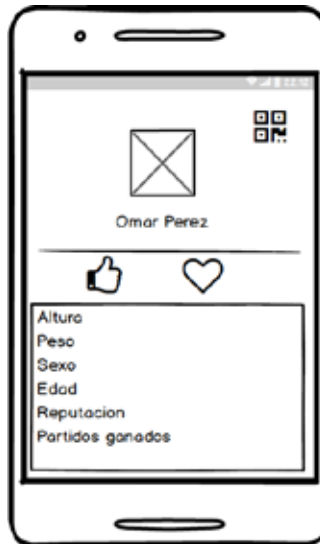 Omar Perez
Altura
Peso
Sexo
Edad
Reputacion
Partidos ganados